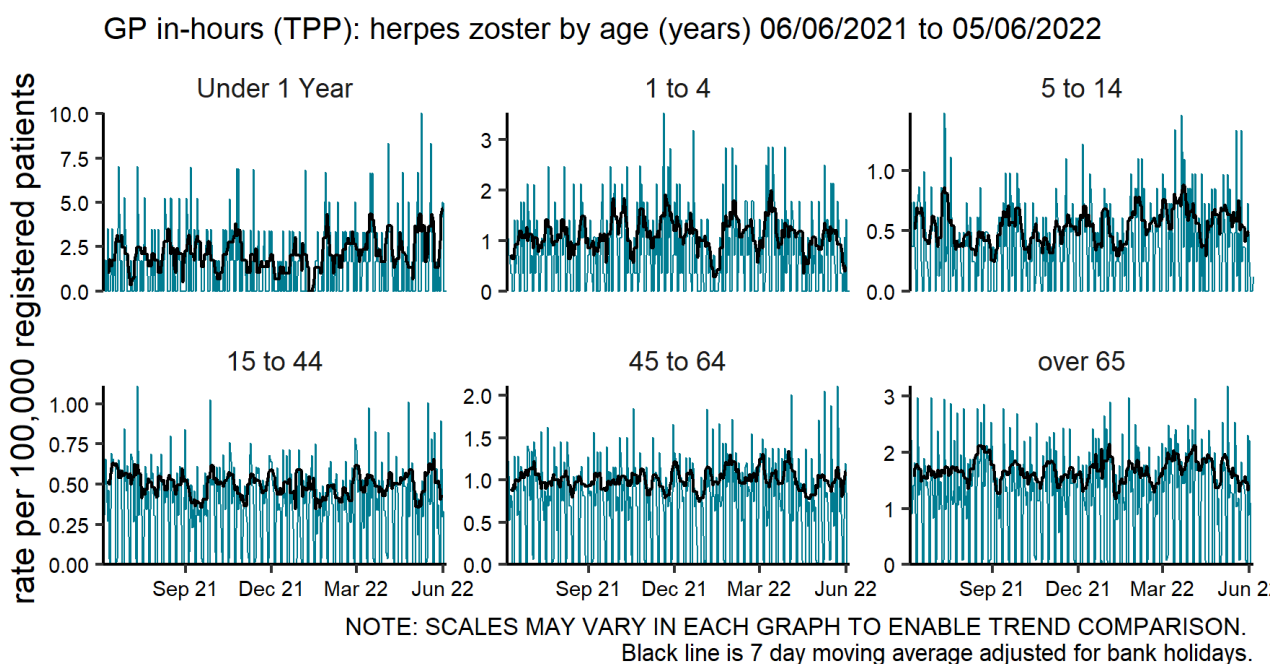 GP in-hours (TPP): herpes zoster by age (years) 06/06/2021 to 05/06/2022
rate per 100,000 registered patients
Under 1 Year
1 to 4
5 to 14
10.0
7.5
5.0
2.5
0.0
3
2
1
0
1.0
0.5
0.0
15 to 44
45 to 64
over 65
1.00
0.75
0.50
0.25
0.00
2.0
1.5
1.0
0.5
0.0
3
2
1
0
Sep 21 Dec 21 Mar 22 Jun 22
Sep 21 Dec 21 Mar 22 Jun 22
Sep 21 Dec 21 Mar 22 Jun 2
NOTE: SCALES MAY VARY IN EACH GRAPH TO ENABLE TREND COMPARISON.
Black line is 7 day moving average adjusted for bank holidays.